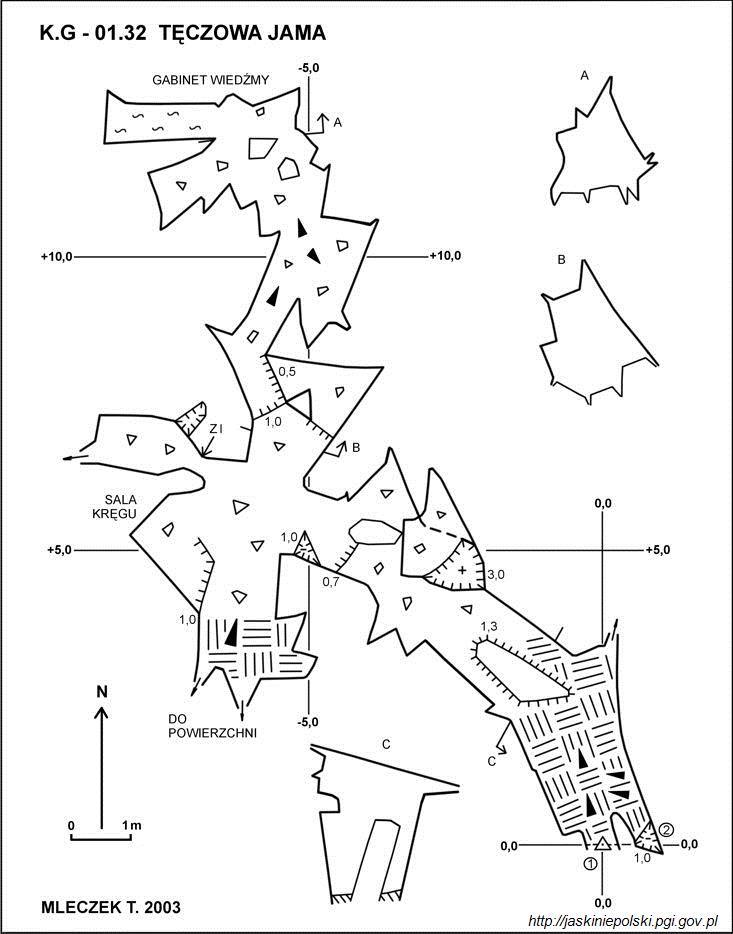 K.G - 01.32 TĘCZOWA JAMA
-5,0
GABINET WIEDŹMY
A
A
+10,0
+10,0
B
0,5
1,0
Z I
B
SALA
KRĘGU
0,0
+5,0
1,0
+5,0
0,7
3,0
1,0
1,3
N
DO
POWIERZCHNI
-5,0
C
C
0 1m
2
0,0
1
1,0
0,0
0,0
MLECZEK T. 2003
http://jaskiniepolski.pgi.gov.pl